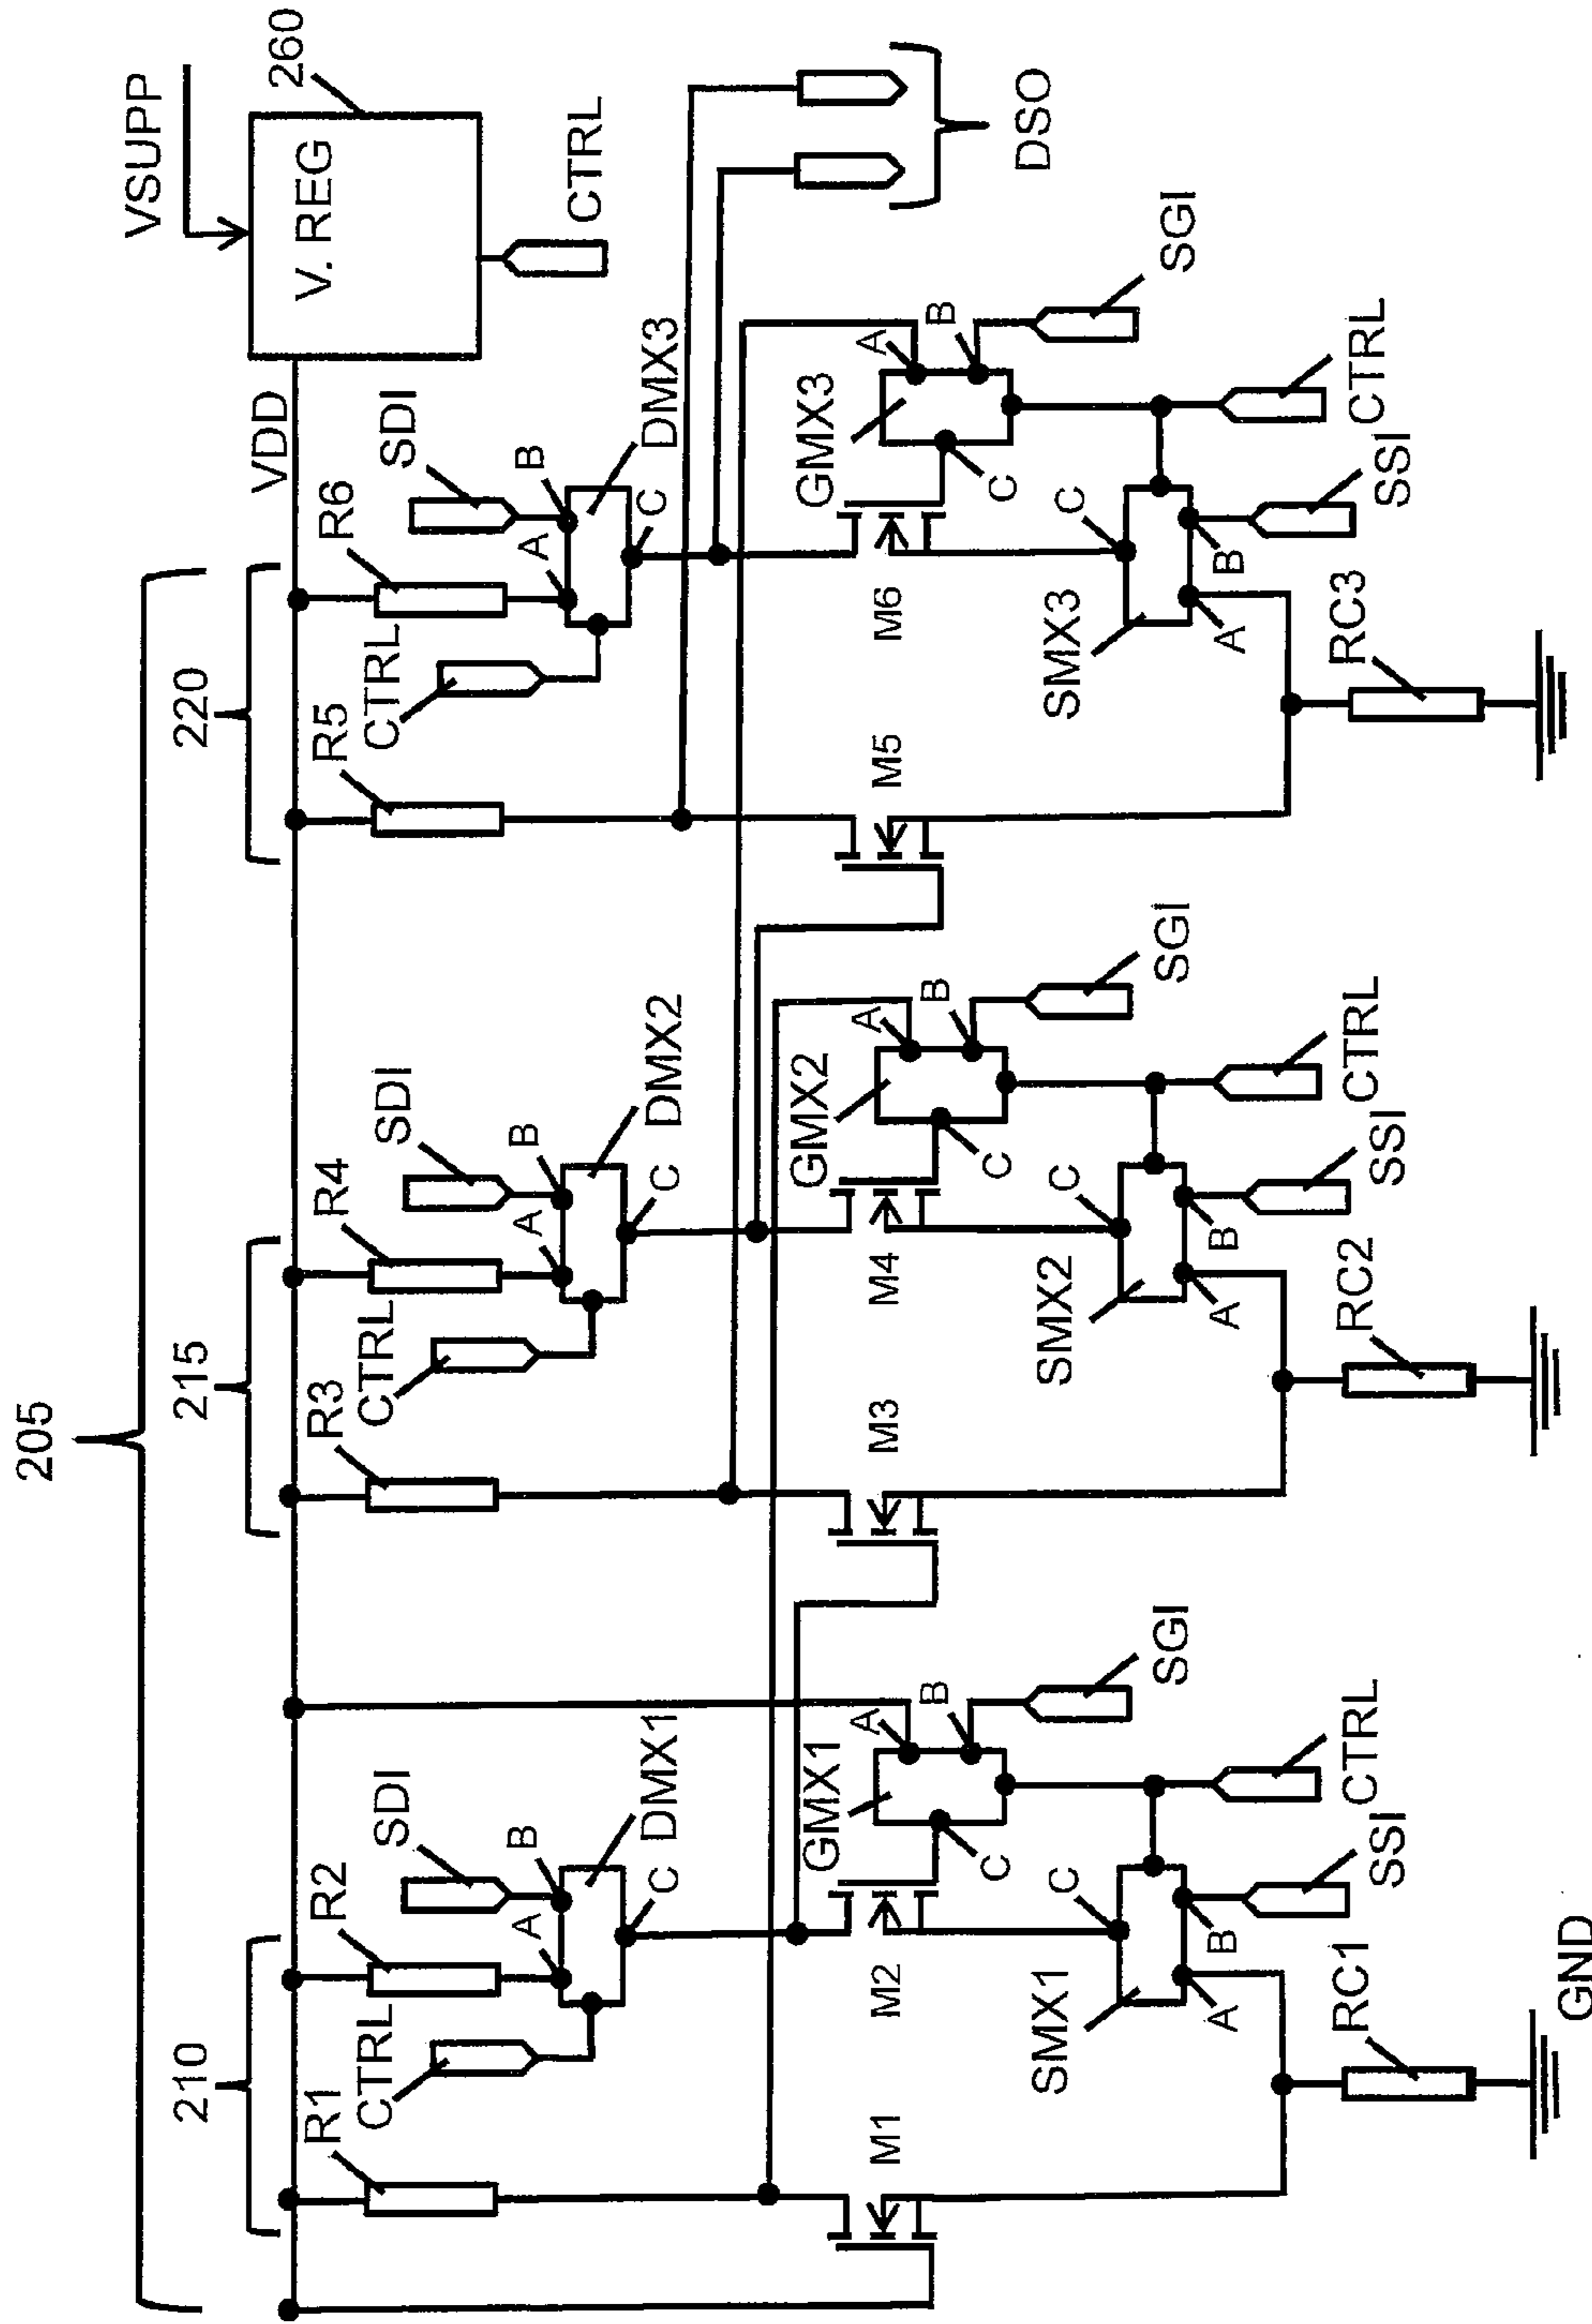 205
210
215
220
VSUPP
260
V. REG
CTRL
VDD
R1
CTRL
R2
SDI
A
B
DMX1
C
R3
CTRL
R4
SDI
A
B
DMX2
C
R5
CTRL
R6
SDI
A
B
DMX3
C
M1
M2
GMX1
A
B
C
SGI
M3
M4
GMX2
A
B
C
SGI
M5
M6
GMX3
A
B
C
SGI
DSO
SMX1
C
A
B
SSI
CTRL
SMX2
C
A
B
SSI
CTRL
SMX3
C
A
B
SSI
CTRL
RC1
GND
RC2
RC3